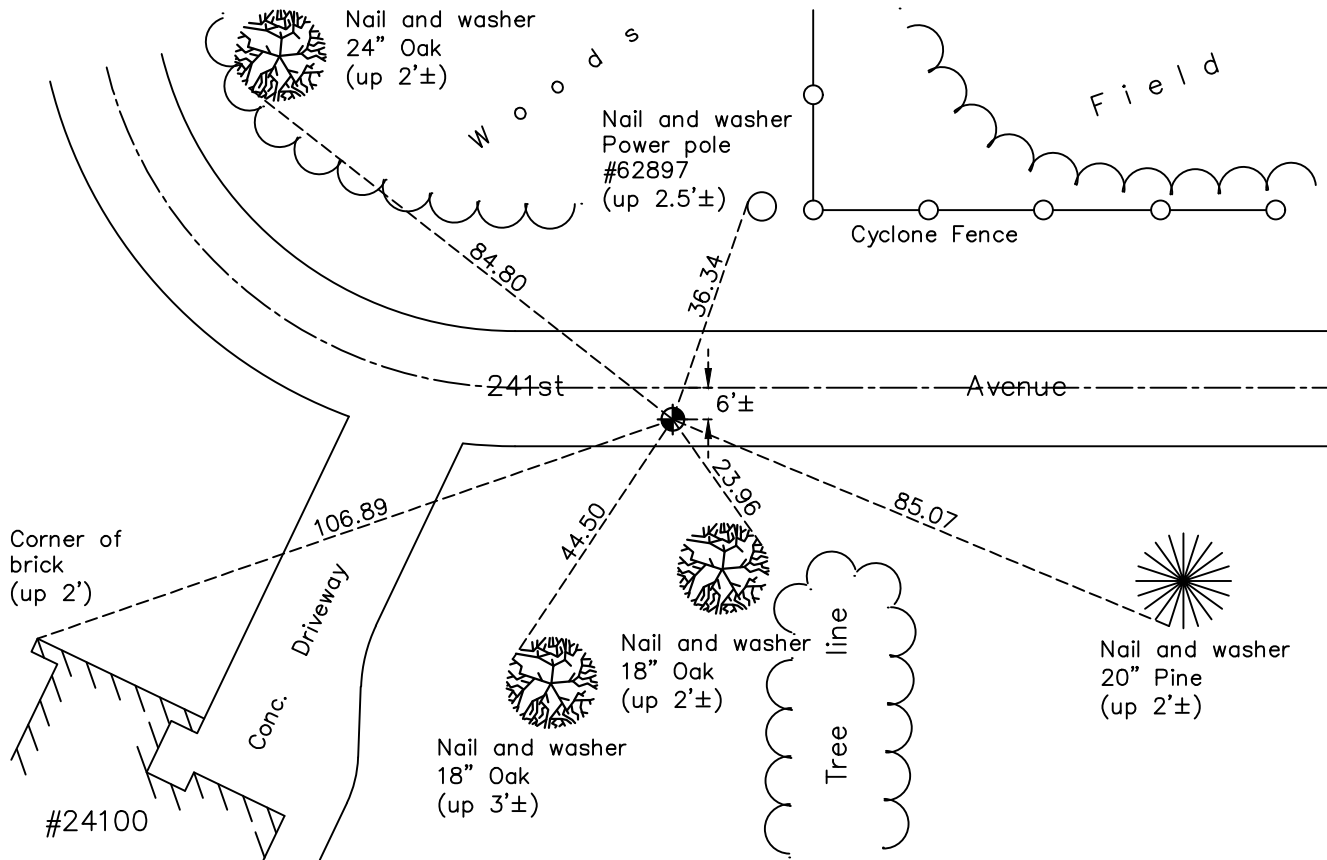 Nail and washer
24" Oak
(up 2'±)
Woods
Nail and washer
Power pole
#62897
(up 2.5'±)
Field
Cyclone Fence
84.80
36.34
241st Avenue
6'±
106.89
44.50
23.96
85.07
Corner of
brick
(up 2')
Conc. Driveway
Nail and washer
18" Oak
(up 2'±)
Tree line
Nail and washer
20" Pine
(up 2'±)
Nail and washer
18" Oak
(up 3'±)
#24100